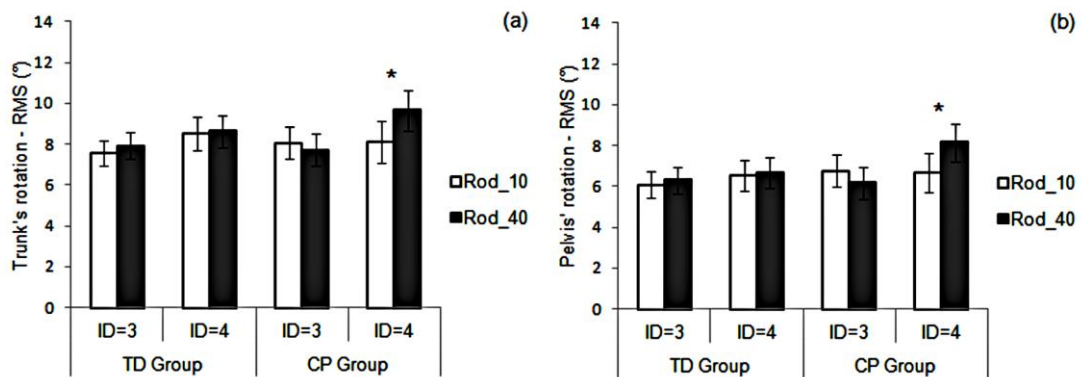 (a)
Trunk's rotation - RMS (º)
14
12
10
8
6
4
2
0
*
ID=3 ID=4 ID=3 ID=4
TD Group CP Group
Rod_10
Rod_40
(b)
Pelvis' rotation - RMS (º)
14
12
10
8
6
4
2
0
*
ID=3 ID=4 ID=3 ID=4
TD Group CP Group
Rod_10
Rod_40